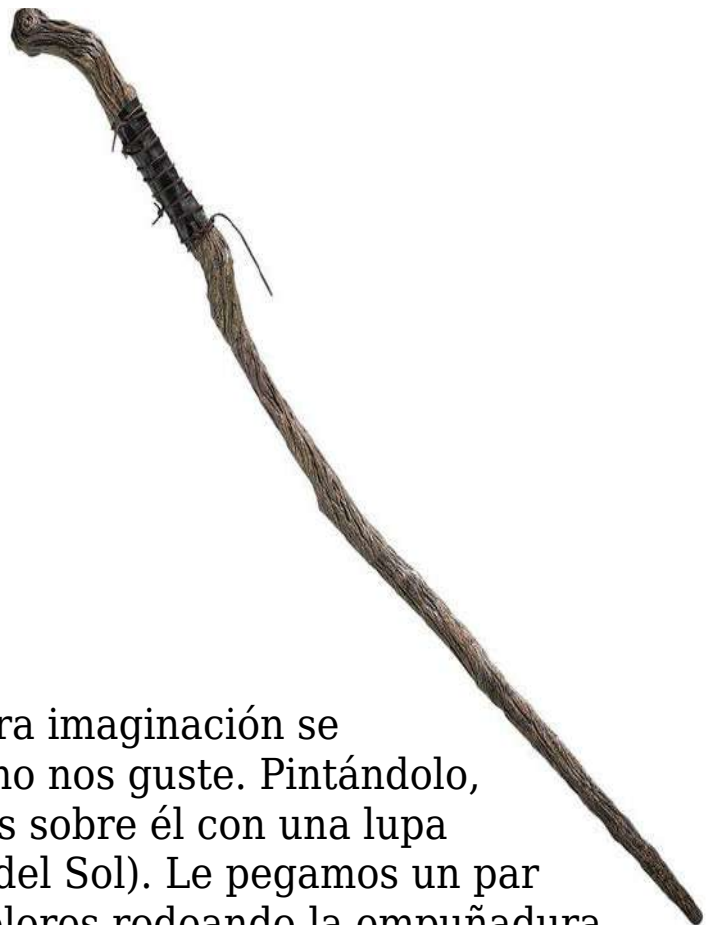 ra imaginación se
no nos guste. Pintándolo,
s sobre él con una lupa
del Sol). Le pegamos un par
olores rodeando la empuñadura